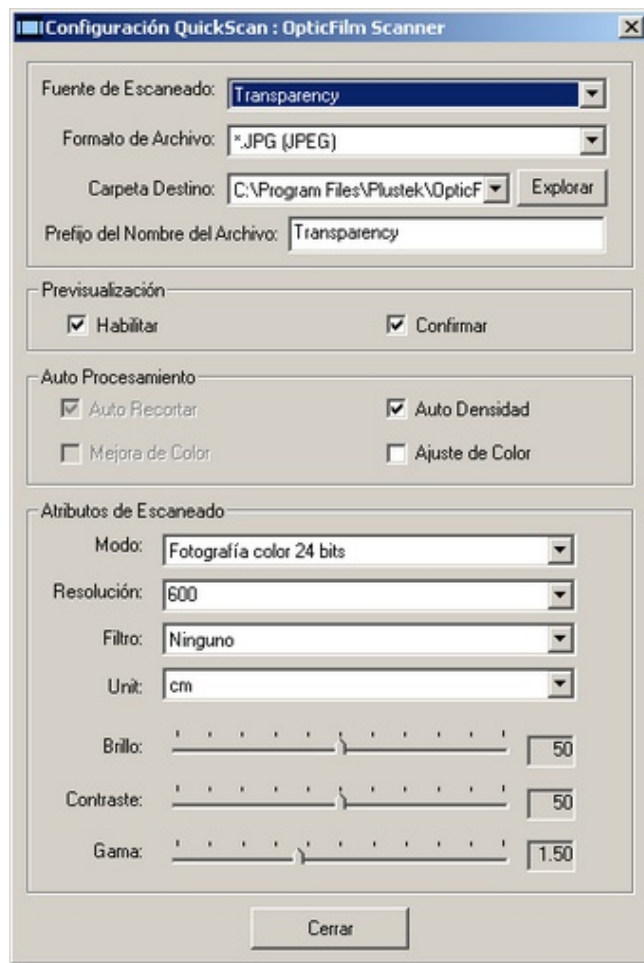 Configuración QuickScan : OpticFilm Scanner
Fuente de Escaneado: Transparency
Formato de Archivo: *.JPG (JPEG)
Carpeta Destino: C:\Program Files\Plustek\OpticF Explorar
Prefijo del Nombre del Archivo: Transparency
Previsualización
Habilitar Confirmar
Auto Procesamiento
Auto Recortar Auto Densidad
Mejora de Color Ajuste de Color
Atributos de Escaneado
Modo: Fotografía color 24 bits
Resolución: 600
Filtro: Ninguno
Unit: cm
Brillo: 50
Contraste: 50
Gama: 1.50
Cerrar